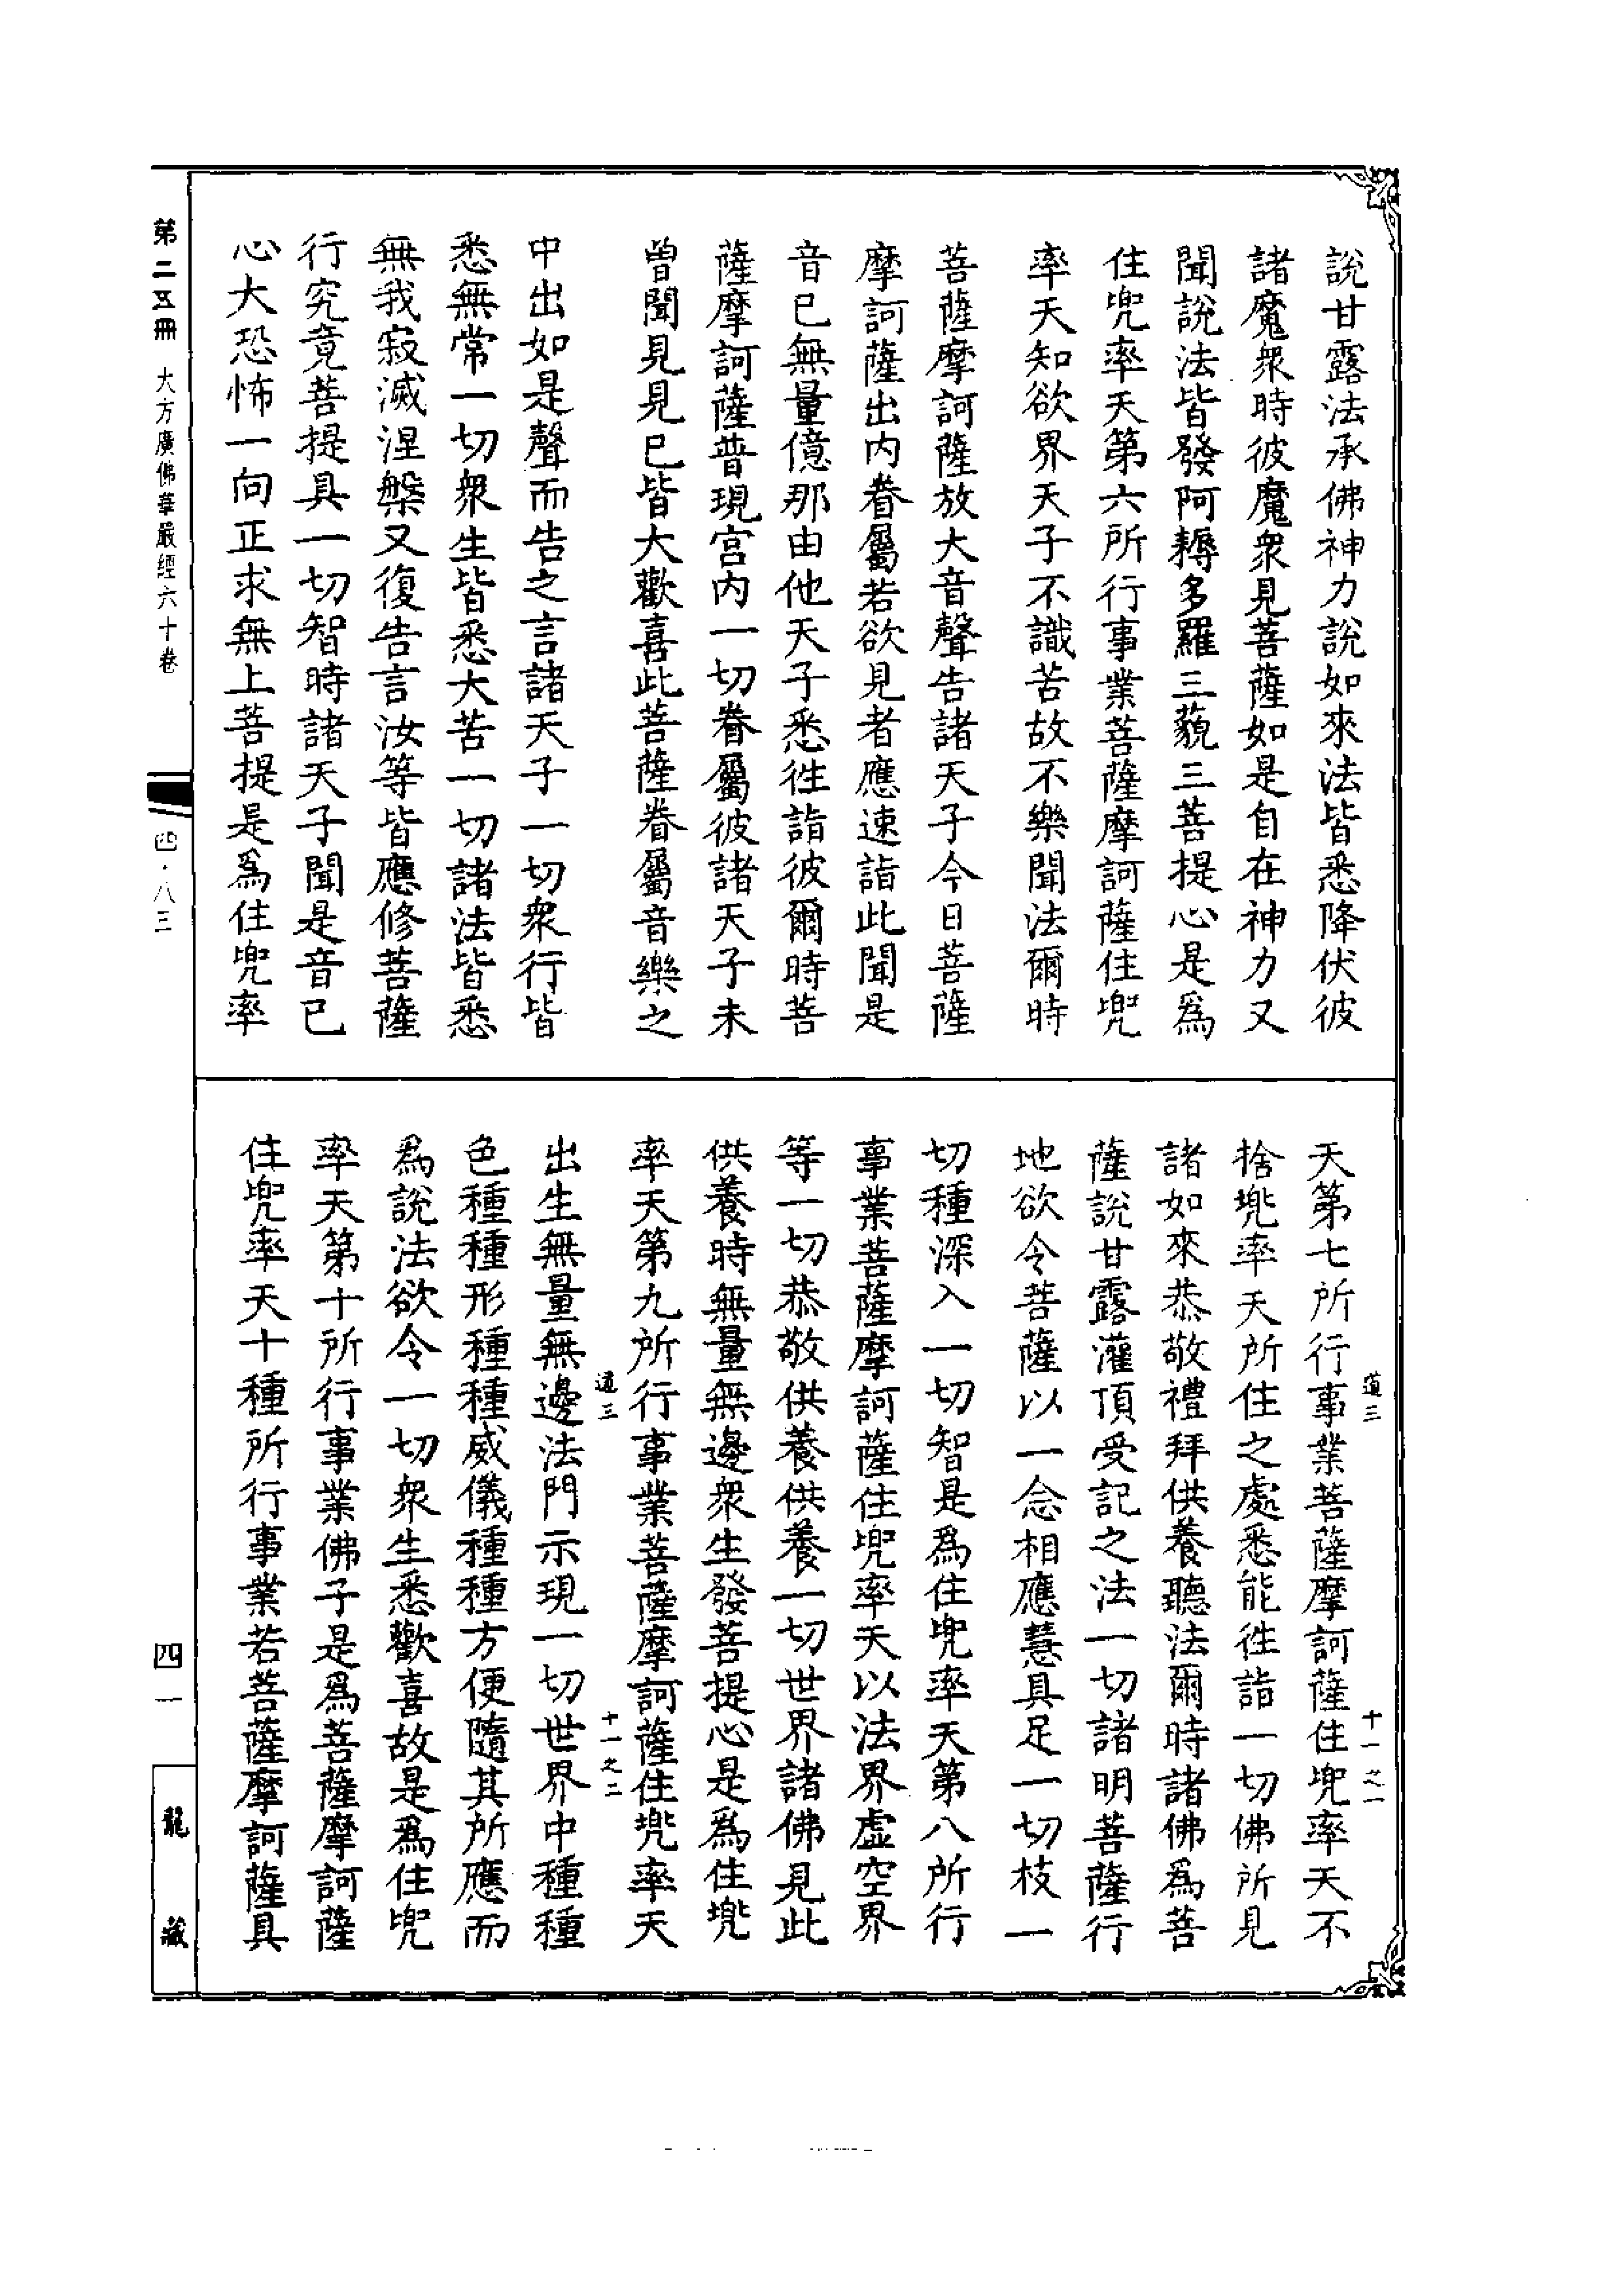 說甘露法承佛神力說如來法皆悉降伏彼
諸魔衆時彼魔衆見菩薩如是自在神力又
聞說法皆發阿耨多羅三藐三菩提心是爲
住兜率天第六所行事業菩薩摩訶薩住兜
率天知欲界天子不識苦故不樂聞法爾時
菩薩摩訶薩放大音聲告諸天子今日菩薩
摩訶薩出内眷屬若欲見者應速詣此聞是
音已無量億那由他天子悉徃詣彼爾時菩
薩摩訶薩普現宮内一切眷屬彼諸天子未
曾聞見見已皆大歡喜此菩薩眷屬音樂之
中出如是聲而告之言諸天子一切衆行皆
悉無常一切衆生皆悉大苦一切諸法皆悉
無我寂滅涅槃又復告言汝等皆應修菩薩
行究竟菩提具一切智時諸天子聞是音已
心大恐怖一向正求無上菩提是爲住兜率
天第七所行事業菩薩摩訶薩住兜率天不
捨兜率天所住之處悉能徃詣一切佛所見
諸如來恭敬禮拜供養聽法爾時諸佛爲菩
薩說甘露灌頂受記之法一切諸明菩薩行
地欲令菩薩以一念相應慧具足一切枝一
切種深入一切智是爲住兜率天第八所行
事業菩薩摩訶薩住兜率天以法界虛空界
等一切恭敬供養供養一切世界諸佛見此
供養時無量無邊衆生發菩提心是爲住兜
率天第九所行事業菩薩摩訶薩住兜率天
出生無量無邊法門示現一切世界中種種
色種種形種種威儀種種方便隨其所應而
爲說法欲令一切衆生悉歡喜故是爲住兜
率天第十所行事業佛子是爲菩薩摩訶薩
住兜率天十種所行事業若菩薩摩訶薩具
道三 十一之一
道三 十一之二
第二五冊 大方廣佛華嚴經六十卷
四·八三
四一
龍藏